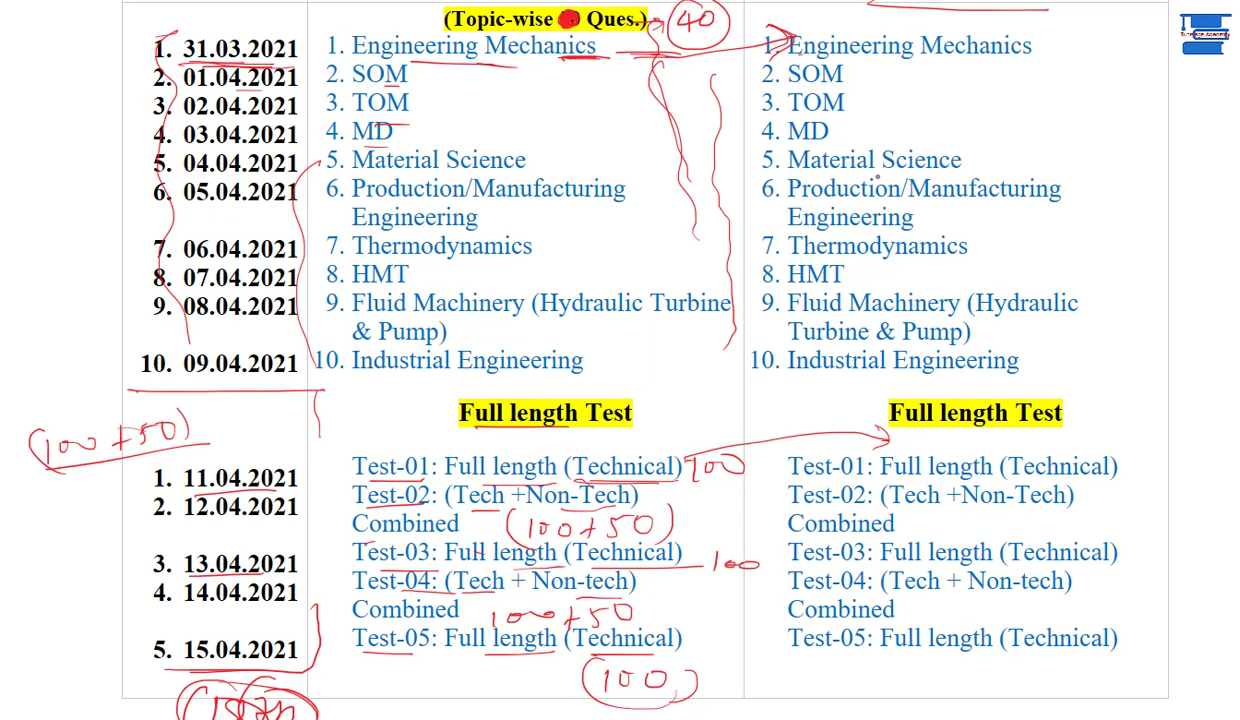 (Topic-wise Ques.) 40
1. 31.03.2021 1. Engineering Mechanics 1. Engineering Mechanics
2. 01.04.2021 2. SOM 2. SOM
3. 02.04.2021 3. TOM 3. TOM
4. 03.04.2021 4. MD 4. MD
5. 04.04.2021 5. Material Science 5. Material Science
6. 05.04.2021 6. Production/Manufacturing 6. Production/Manufacturing
Engineering Engineering
7. 06.04.2021 7. Thermodynamics 7. Thermodynamics
8. 07.04.2021 8. HMT 8. HMT
9. 08.04.2021 9. Fluid Machinery (Hydraulic Turbine 9. Fluid Machinery (Hydraulic
& Pump) Turbine & Pump)
10. 09.04.2021 10. Industrial Engineering 10. Industrial Engineering
Full length Test Full length Test
(100+50)
1. 11.04.2021 Test-01: Full length (Technical) 100 Test-01: Full length (Technical)
2. 12.04.2021 Test-02: (Tech +Non-Tech) Test-02: (Tech +Non-Tech)
Combined (100+50) Combined
3. 13.04.2021 Test-03: Full length (Technical) 100 Test-03: Full length (Technical)
4. 14.04.2021 Test-04: (Tech + Non-tech) Test-04: (Tech + Non-tech)
Combined 100+50 Combined
5. 15.04.2021 Test-05: Full length (Technical) Test-05: Full length (Technical)
(100)